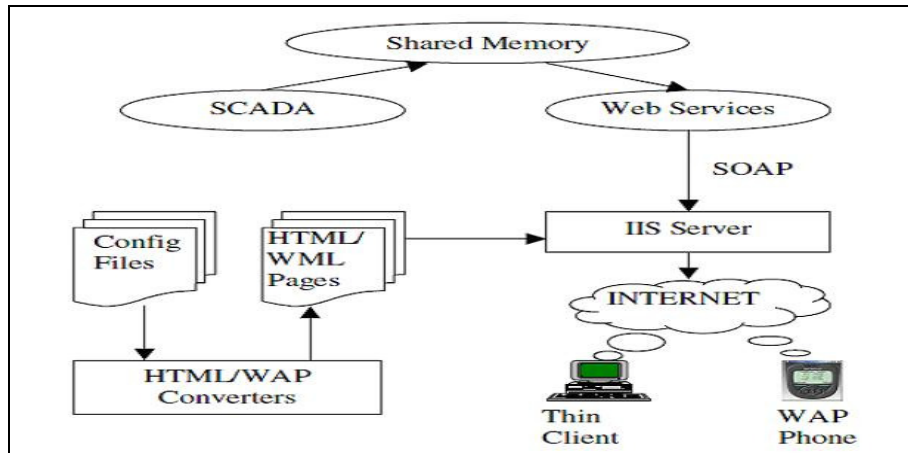 Shared Memory
SCADA
Web Services
SOAP
Config
Files
HTML/
WML
Pages
IIS Server
INTERNET
HTML/WAP
Converters
Thin
Client
WAP
Phone